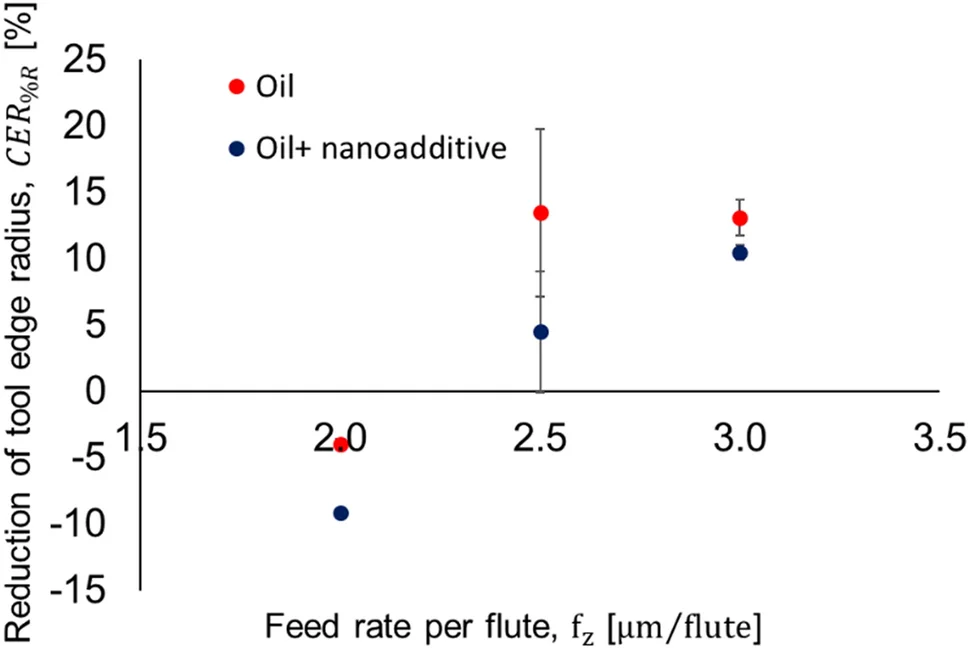 Reduction of tool edge radius, CER%R [%]
25
20
15
10
5
0
-5
-10
-15
Oil
Oil+ nanoadditive
1.5 2.0 2.5 3.0 3.5
Feed rate per flute, fz [μm/flute]